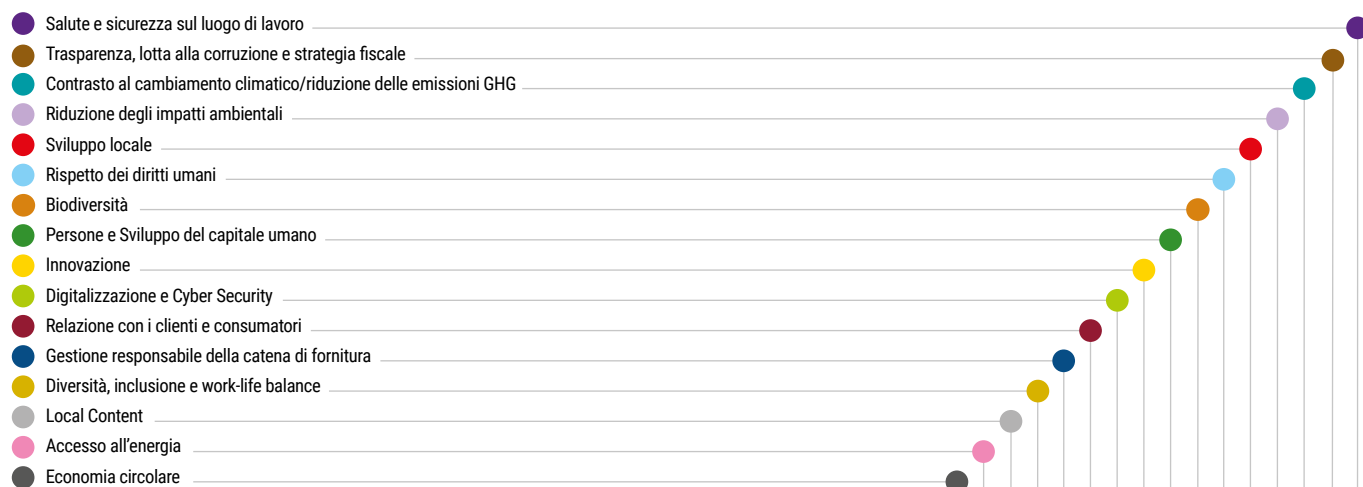 Salute e sicurezza sul luogo di lavoro
Trasparenza, lotta alla corruzione e strategia fiscale
Contrasto al cambiamento climatico/riduzione delle emissioni GHG
Riduzione degli impatti ambientali
Sviluppo locale
Rispetto dei diritti umani
Biodiversità
Persone e Sviluppo del capitale umano
Innovazione
Digitalizzazione e Cyber Security
Relazione con i clienti e consumatori
Gestione responsabile della catena di fornitura
Diversità, inclusione e work-life balance
Local Content
Accesso all'energia
Economia circolare